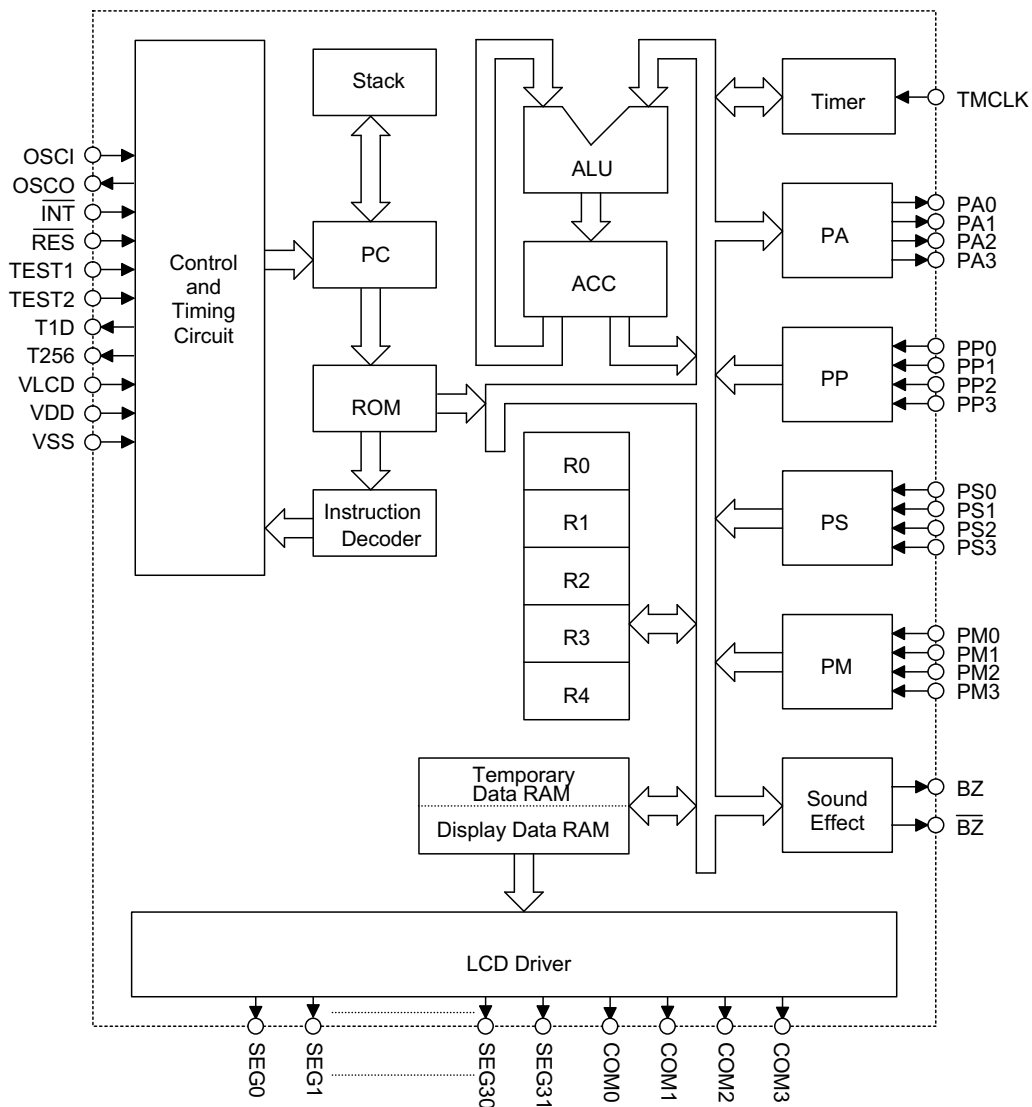 Stack
Timer
TMCLK
OSCI
OSCO
INT
RES
TEST1
TEST2
T1D
T256
VLCD
VDD
VSS
Control
and
Timing
Circuit
ALU
PC
ACC
PA
PA0
PA1
PA2
PA3
ROM
PP
PP0
PP1
PP2
PP3
Instruction
Decoder
R0
R1
R2
R3
R4
PS
PS0
PS1
PS2
PS3
PM
PM0
PM1
PM2
PM3
Temporary
Data RAM
Display Data RAM
Sound
Effect
BZ
BZ
LCD Driver
SEG0
SEG1
SEG30
SEG31
COM0
COM1
COM2
COM3